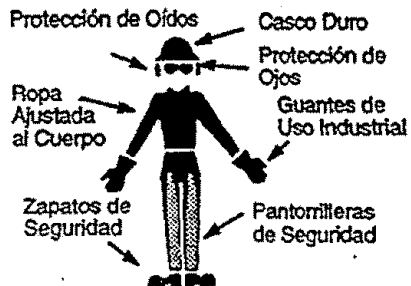 Protección de Oídos
Casco Duro
Protección de
Ojos
Ropa
Ajustada
al Cuerpo
Guantes de
Uso Industrial
Zapatos de
Seguridad
Pantorrilleras
de Seguridad